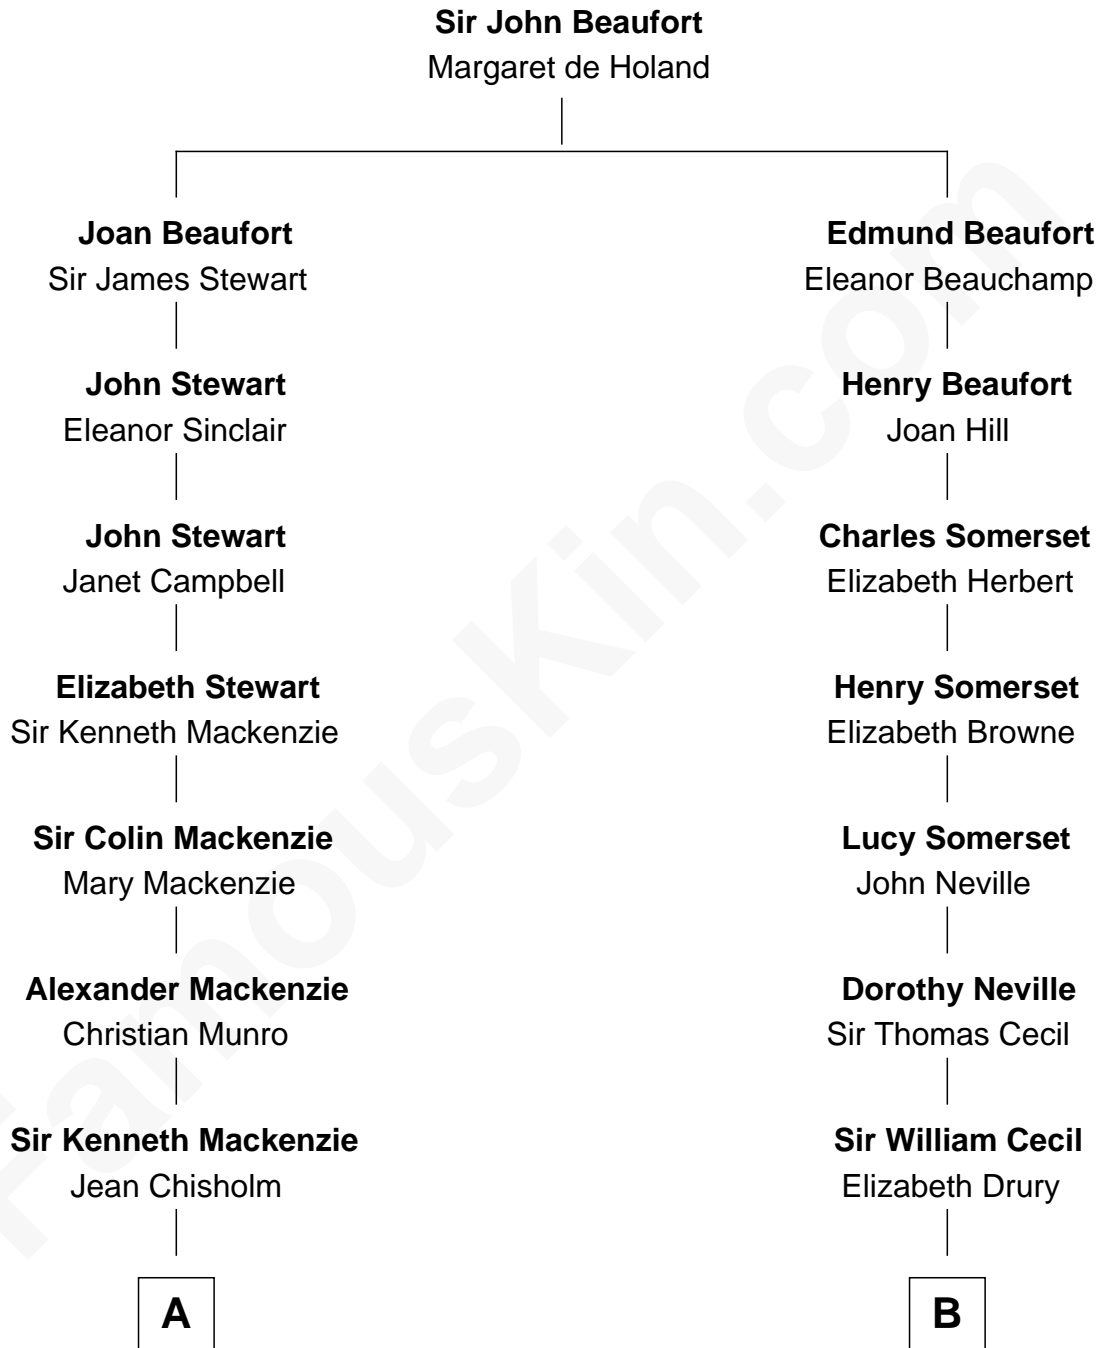 Sir John Beaufort
Margaret de Holand
Joan Beaufort
Sir James Stewart
John Stewart
Eleanor Sinclair
John Stewart
Janet Campbell
Elizabeth Stewart
Sir Kenneth Mackenzie
Sir Colin Mackenzie
Mary Mackenzie
Alexander Mackenzie
Christian Munro
Sir Kenneth Mackenzie
Jean Chisholm
A
Edmund Beaufort
Eleanor Beauchamp
Henry Beaufort
Joan Hill
Charles Somerset
Elizabeth Herbert
Henry Somerset
Elizabeth Browne
Lucy Somerset
John Neville
Dorothy Neville
Sir Thomas Cecil
Sir William Cecil
Elizabeth Drury
B
FamousKin.com